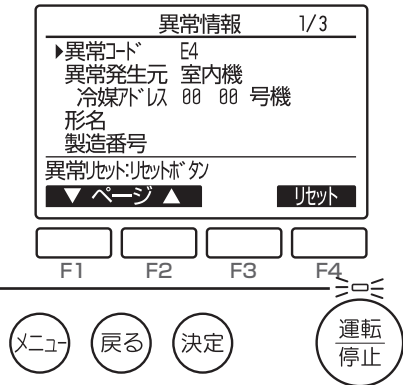 異常情報 1/3
▶異常コード E4
異常発生元 室内機
冷媒アドレス 00 00 号機
形名
製造番号
異常リセット:リセットボタン
▼ ページ ▲ リセット
F1 F2 F3 F4
メニュー 戻る 決定 運転
停止